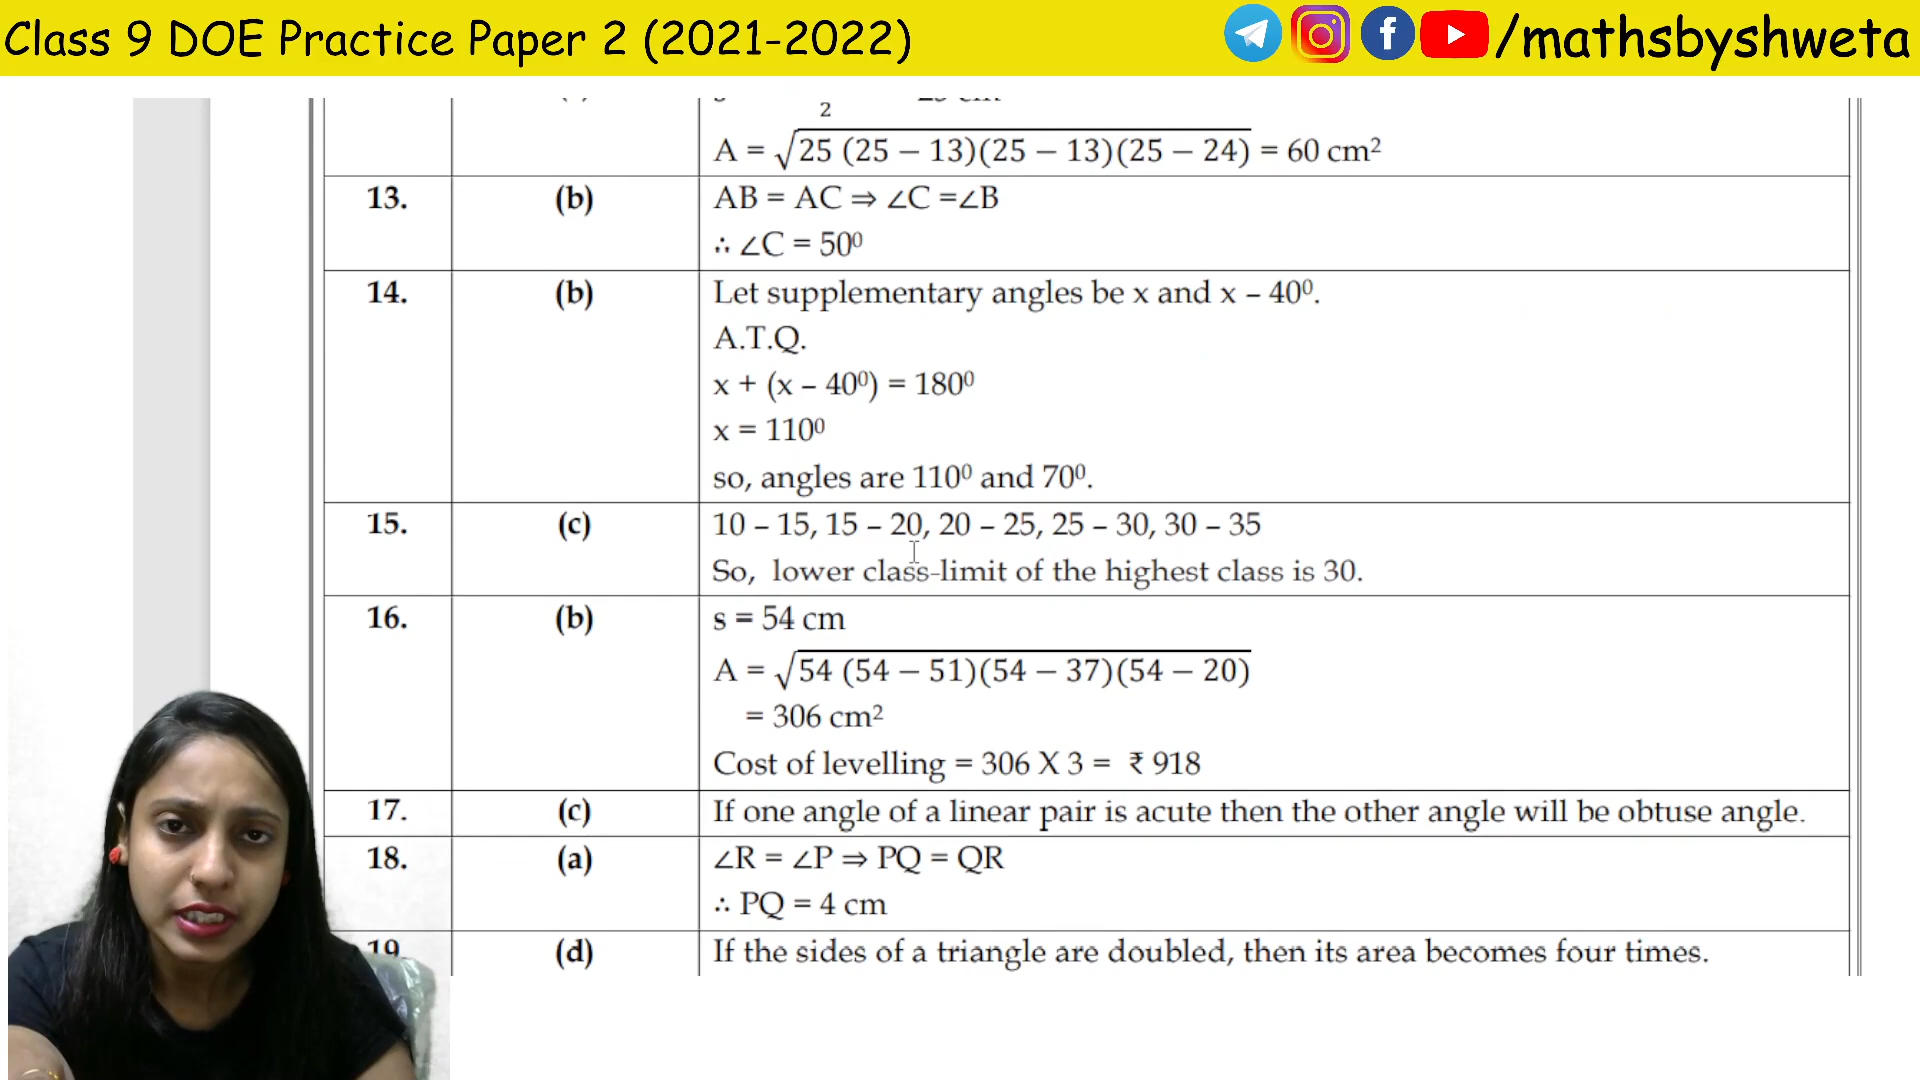 Class 9 DOE Practice Paper 2 (2021-2022)
/mathsbyshweta
2
A = √25 (25 − 13)(25 − 13)(25 − 24) = 60 cm²
13. (b) AB = AC ⇒ ∠C =∠B
∴ ∠C = 50⁰
14. (b) Let supplementary angles be x and x – 40⁰.
A.T.Q.
x + (x – 40⁰) = 180⁰
x = 110⁰
so, angles are 110⁰ and 70⁰.
15. (c) 10 – 15, 15 – 20, 20 – 25, 25 – 30, 30 – 35
So, lower class-limit of the highest class is 30.
16. (b) s = 54 cm
A = √54 (54 − 51)(54 − 37)(54 − 20)
= 306 cm²
Cost of levelling = 306 X 3 = ₹ 918
17. (c) If one angle of a linear pair is acute then the other angle will be obtuse angle.
18. (a) ∠R = ∠P ⇒ PQ = QR
∴ PQ = 4 cm
19. (d) If the sides of a triangle are doubled, then its area becomes four times.